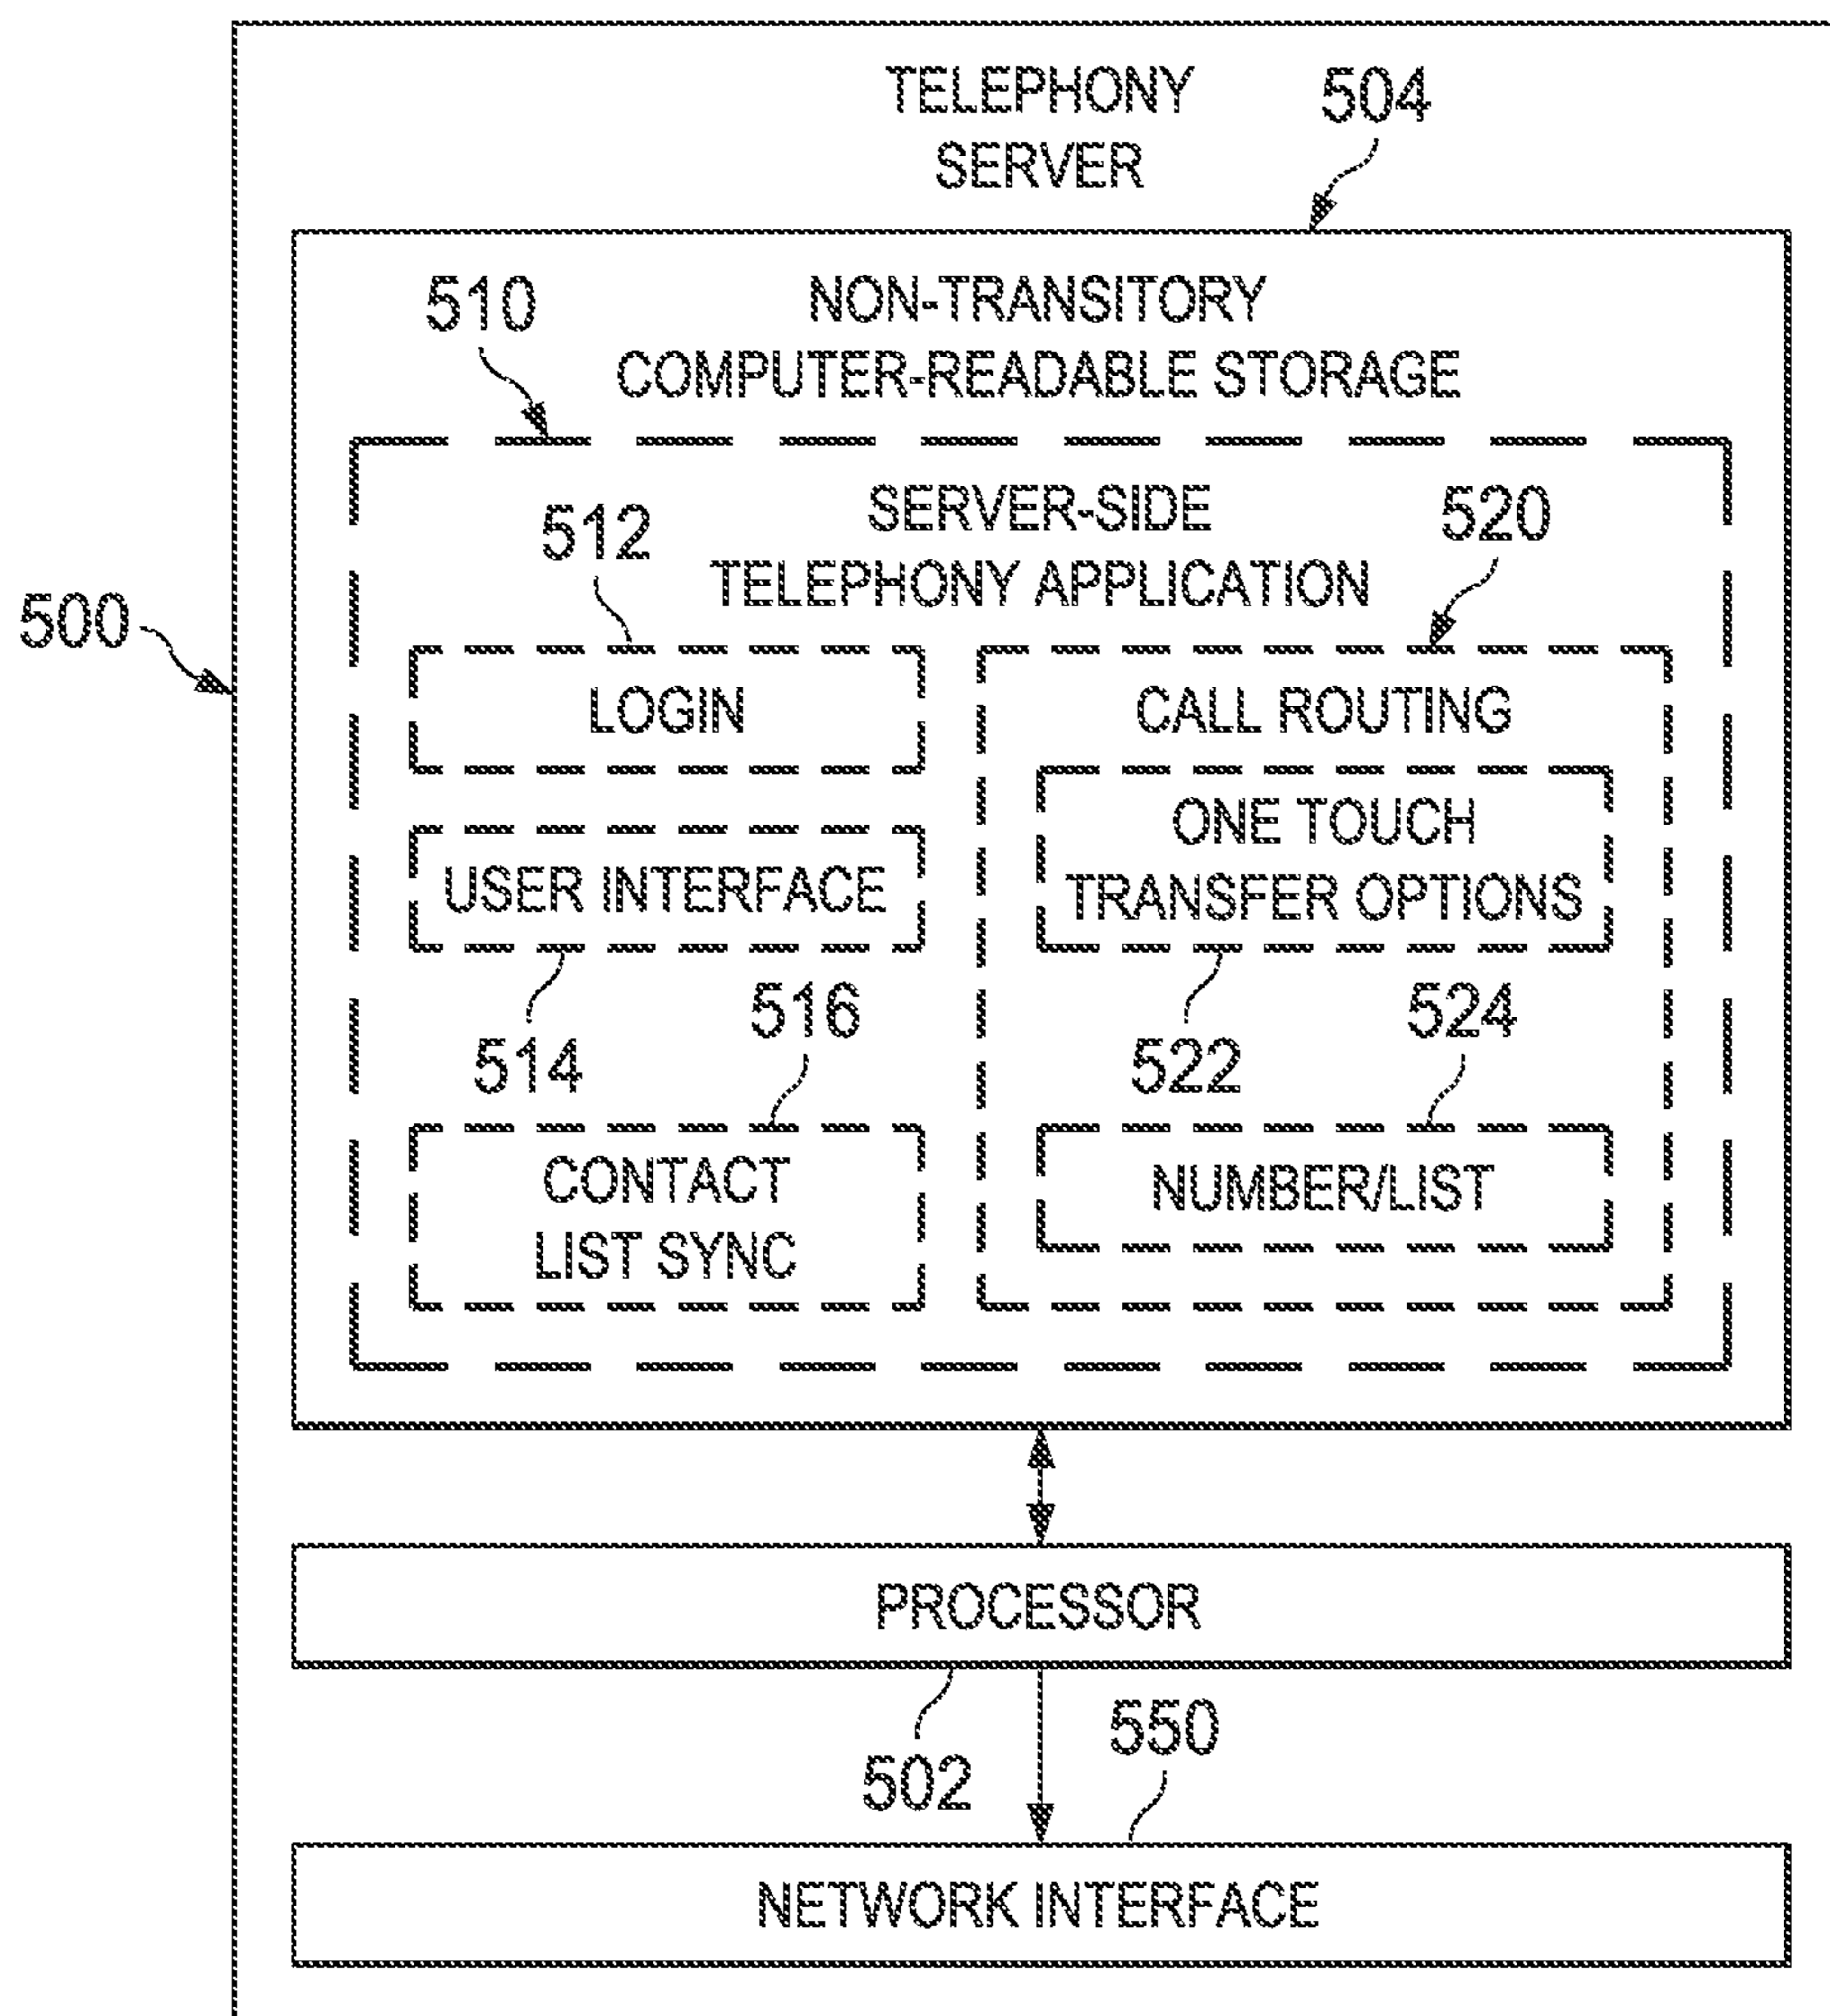 TELEPHONY
SERVER
504
NON-TRANSITORY
COMPUTER-READABLE STORAGE
510
SERVER-SIDE
TELEPHONY APPLICATION
512
520
500
LOGIN
CALL ROUTING
ONE TOUCH
TRANSFER OPTIONS
USER INTERFACE
514
516
522
524
CONTACT
LIST SYNC
NUMBER/LIST
PROCESSOR
502
550
NETWORK INTERFACE